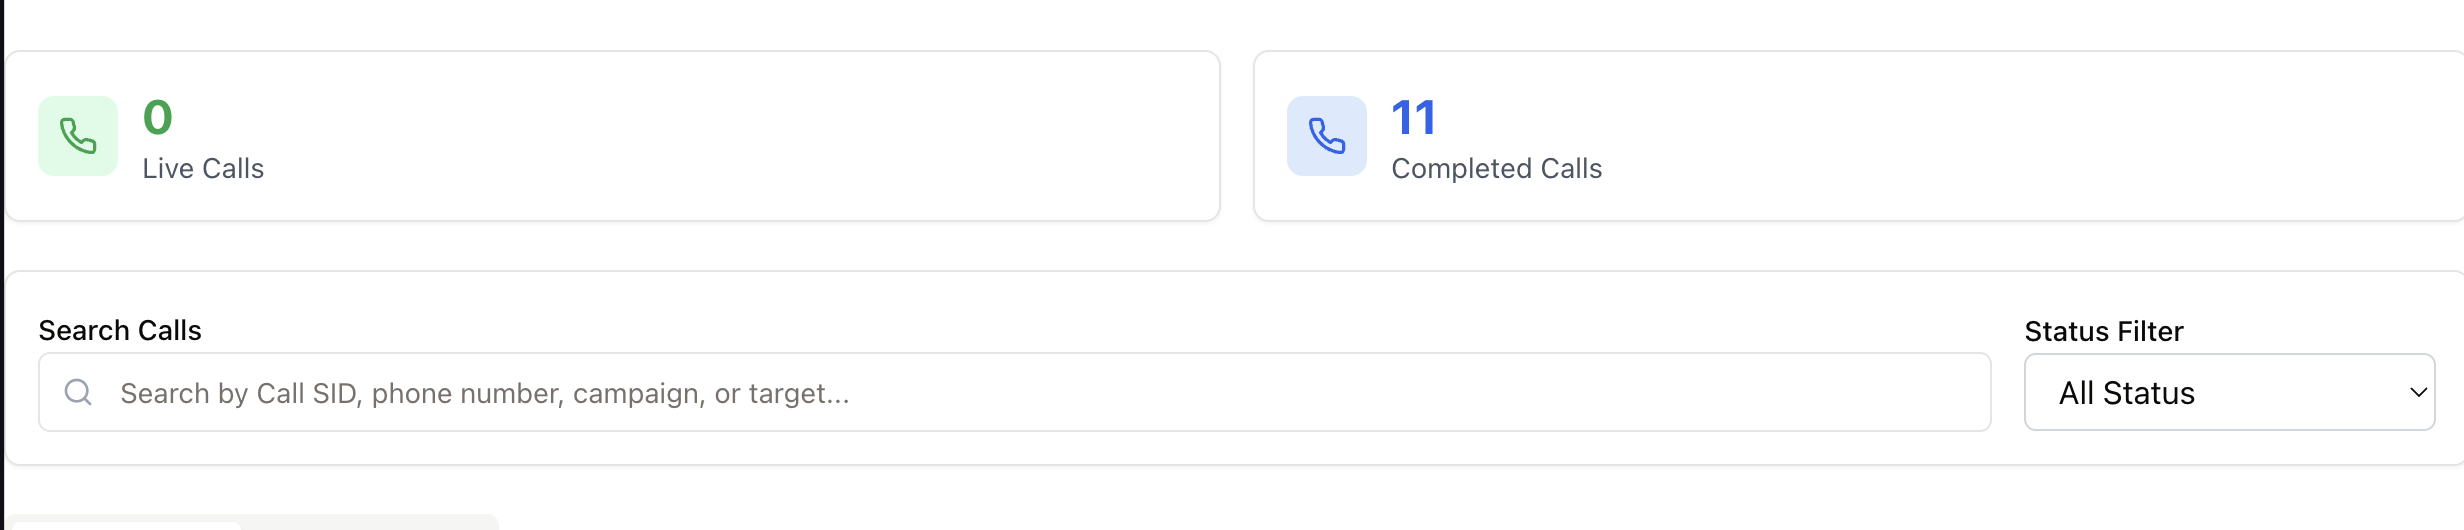 0
Live Calls
11
Completed Calls
Search Calls
Search by Call SID, phone number, campaign, or target...
Status Filter
All Status